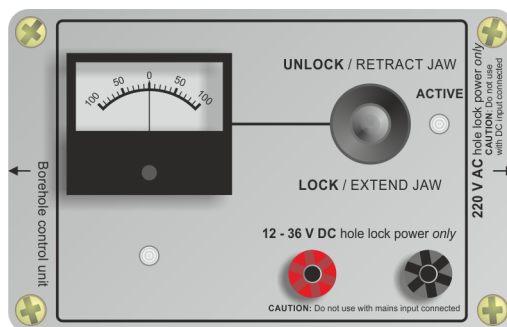 UNLOCK / RETRACT JAW
ACTIVE
100 50 0 50 100
LOCK / EXTEND JAW
12 - 36 V DC hole lock power only
CAUTION: Do not use with mains input connected
Borehole control unit
220 V AC hole lock power only
CAUTION: Do not use
with DC input connected